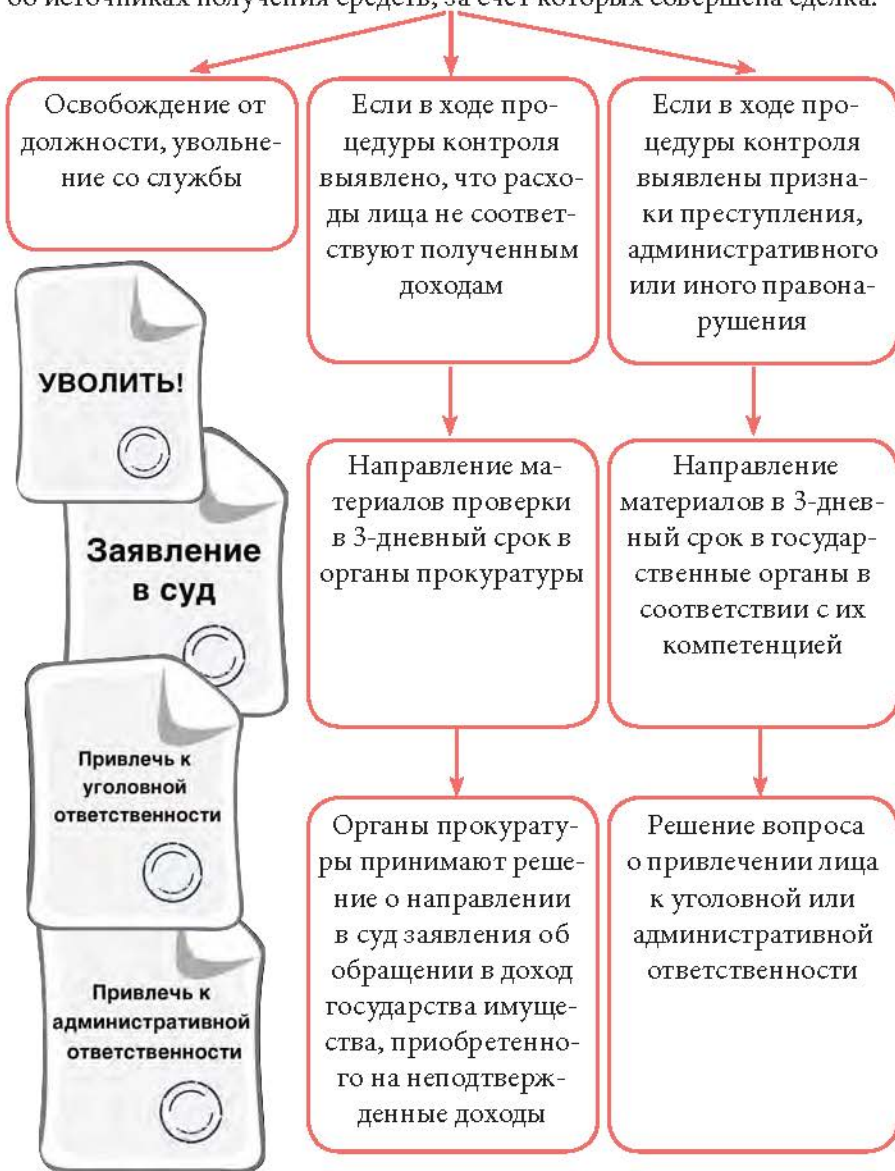 об источниках получения средств, за счет которых совершена сделка.
Освобождение от
должности, увольне-
ние со службы
Если в ходе про-
цедуры контроля
выявлено, что расхо-
ды лица не соответ-
ствуют полученным
доходам
Если в ходе про-
цедуры контроля
выявлены призна-
ки преступления,
административного
или иного правона-
рушения
УВОЛИТЬ!
Заявление
в суд
Привлечь к
уголовной
ответственности
Привлечь к
административной
ответственности
Направление ма-
териалов проверки
в 3-дневный срок в
органы прокуратуры
Направление
материалов в 3-днев-
ный срок в государ-
ственные органы в
соответствии с их
компетенцией
Органы прокурату-
ры принимают реше-
ние о направлении
в суд заявления об
обращении в доход
государства имуще-
ства, приобретенно-
го на неподтверж-
денные доходы
Решение вопроса
о привлечении лица
к уголовной или
административной
ответственности